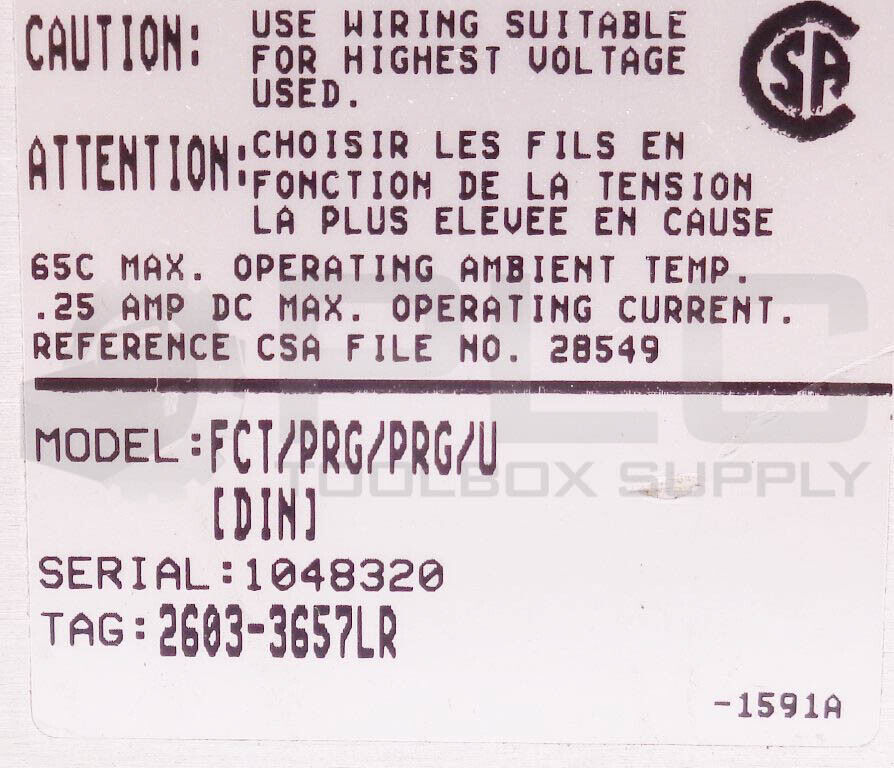 CAUTION: USE WIRING SUITABLE
FOR HIGHEST VOLTAGE
USED.
CSA
ATTENTION: CHOISIR LES FILS EN
FONCTION DE LA TENSION
LA PLUS ELEVEE EN CAUSE
65C MAX. OPERATING AMBIENT TEMP.
.25 AMP DC MAX. OPERATING CURRENT.
REFERENCE CSA FILE NO. 28549
PLC
TOOLBOX SUPPLY
MODEL:FCT/PRG/PRG/U
[DIN]
SERIAL:1048320
TAG:2603-3657LR
-1591A